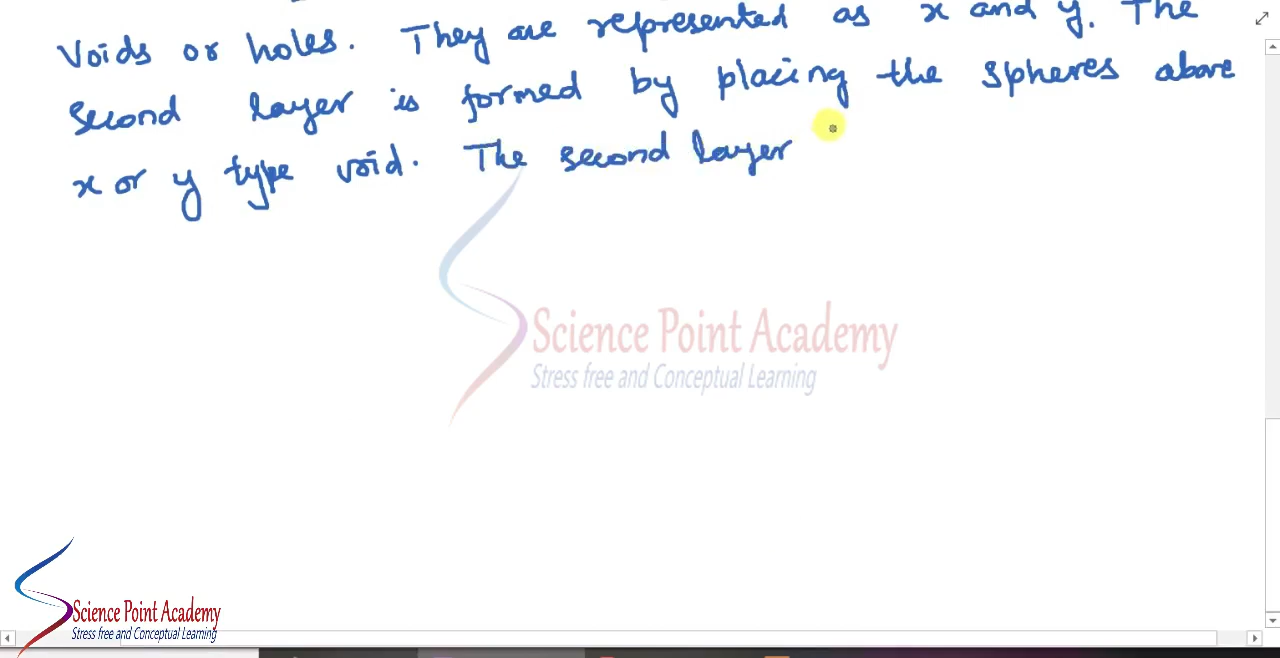 voids or holes. They are represented as x and y. The
second layer is formed by placing the spheres above
x or y type void. The second layer
Science Point Academy
Stress free and Conceptual Learning
Science Point Academy
Stress free and Conceptual Learning